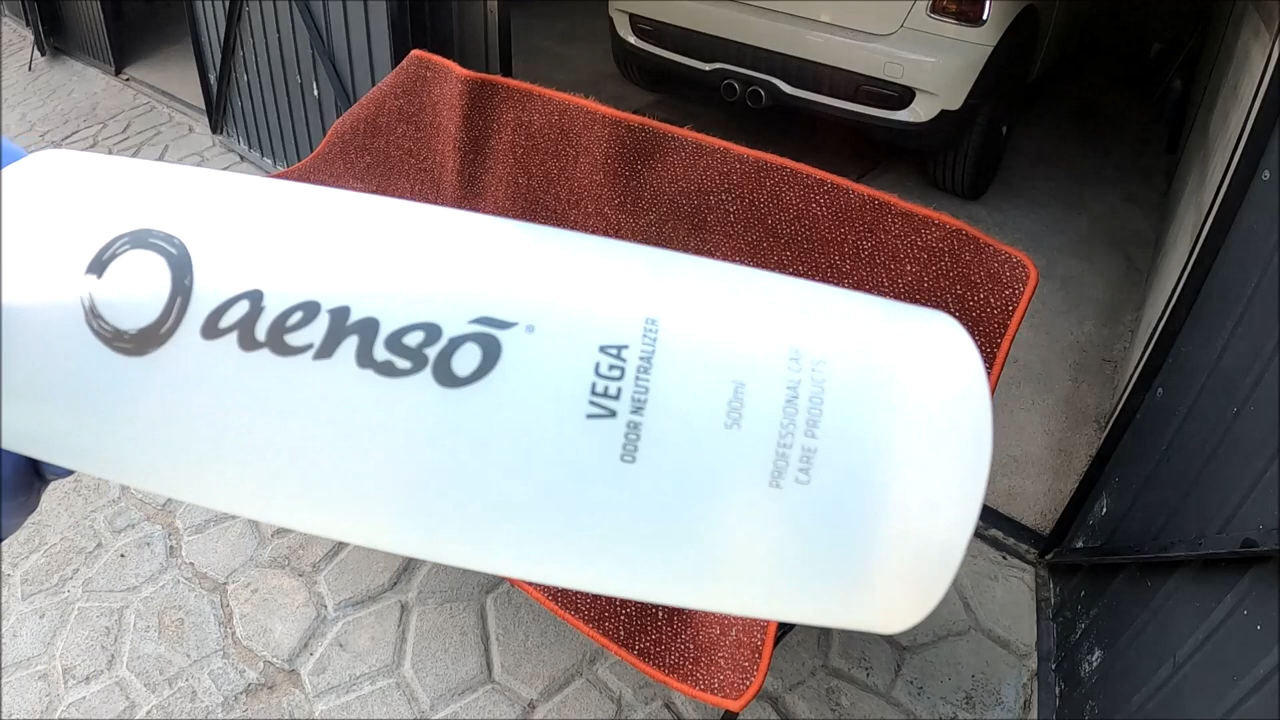 aensō
®
VEGA
ODOR NEUTRALIZER
500ml
PROFESSIONAL CAR
CARE PRODUCTS